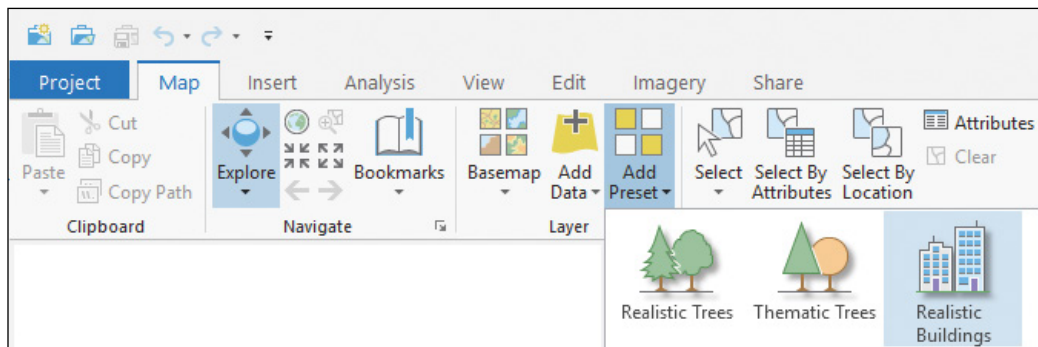 Project Map Insert Analysis View Edit Imagery Share
Paste
Cut
Copy
Copy Path
Clipboard
Explore
Bookmarks
Navigate
Basemap
Add
Data
Add
Preset
Layer
Select
Select By
Attributes
Select By
Location
Attributes
Clear
Realistic Trees
Thematic Trees
Realistic
Buildings